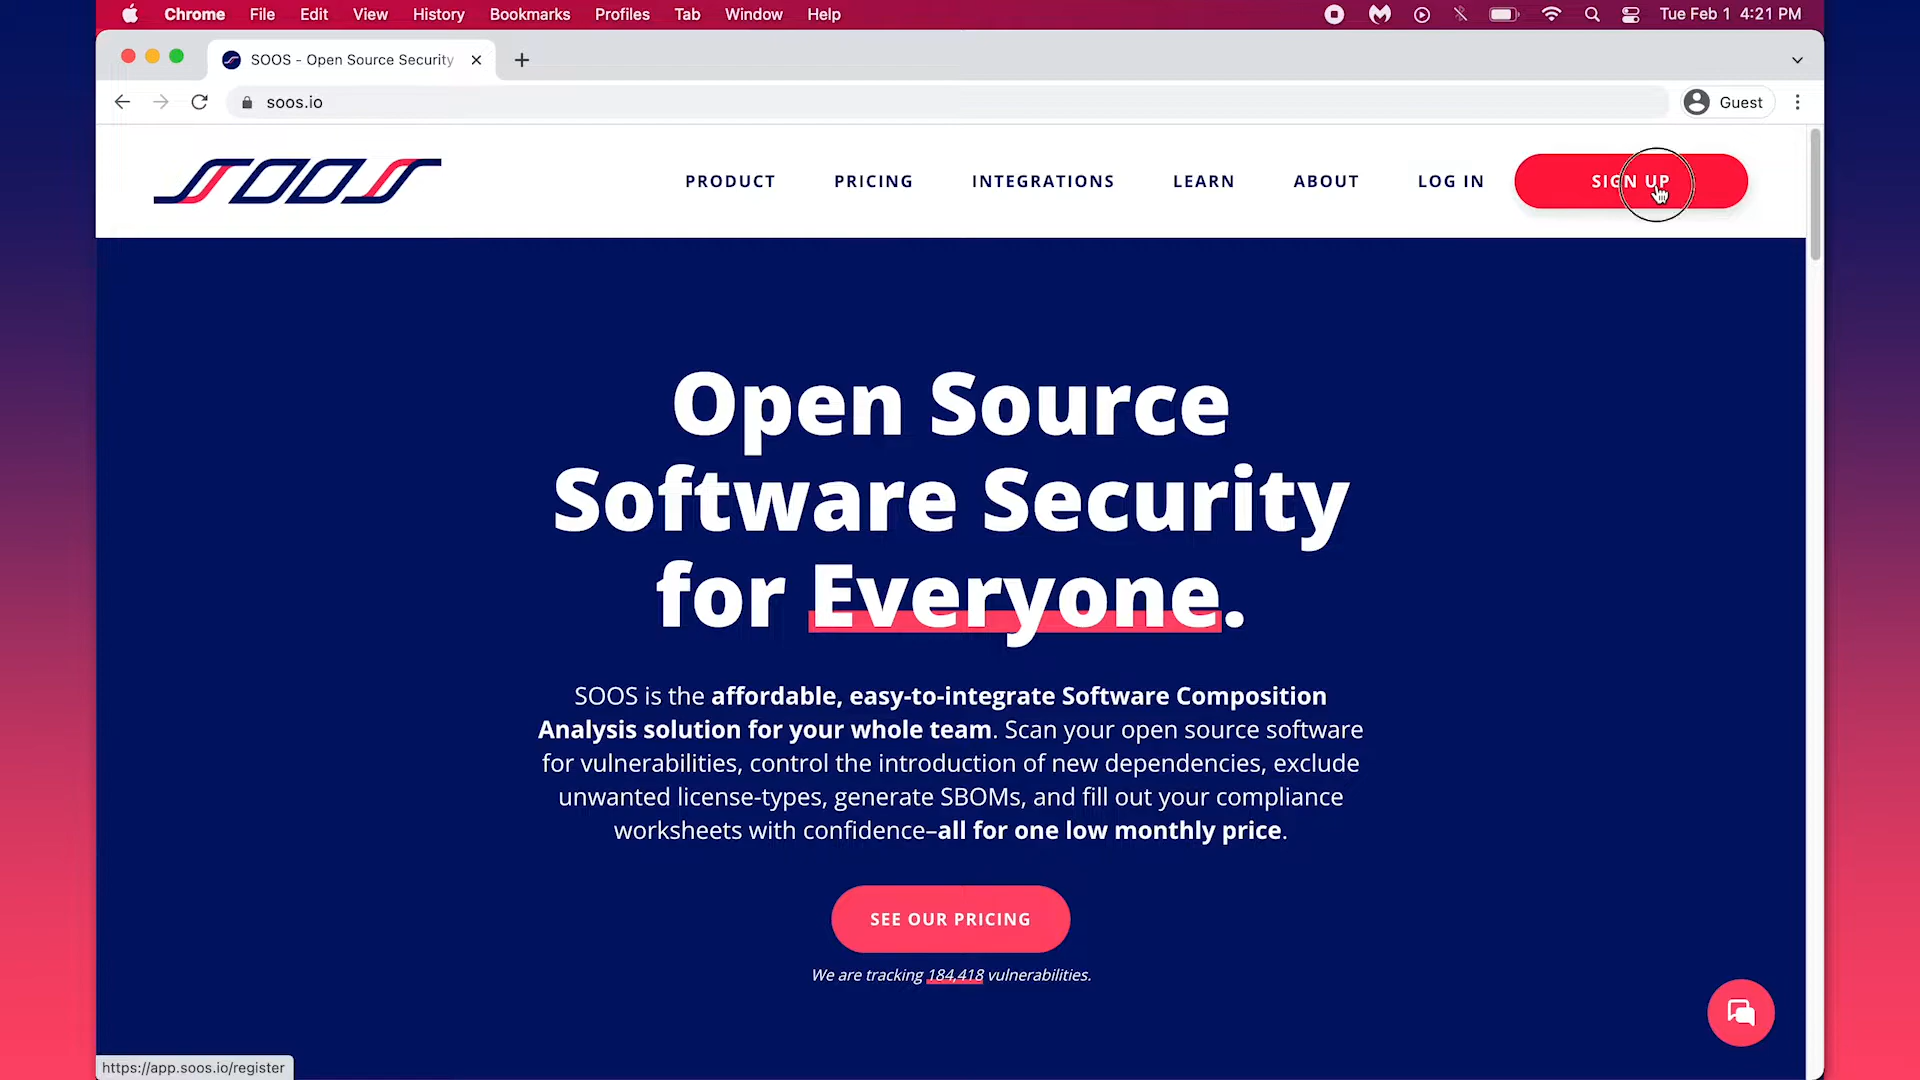 Chrome File Edit View History Bookmarks Profiles Tab Window Help Tue Feb 1 4:21 PM
SOOS - Open Source Security
soos.io Guest
SOOS PRODUCT PRICING INTEGRATIONS LEARN ABOUT LOG IN SIGN UP
Open Source
Software Security
for Everyone.
SOOS is the affordable, easy-to-integrate Software Composition
Analysis solution for your whole team. Scan your open source software
for vulnerabilities, control the introduction of new dependencies, exclude
unwanted license-types, generate SBOMs, and fill out your compliance
worksheets with confidence–all for one low monthly price.
SEE OUR PRICING
We are tracking 184,418 vulnerabilities.
https://app.soos.io/register